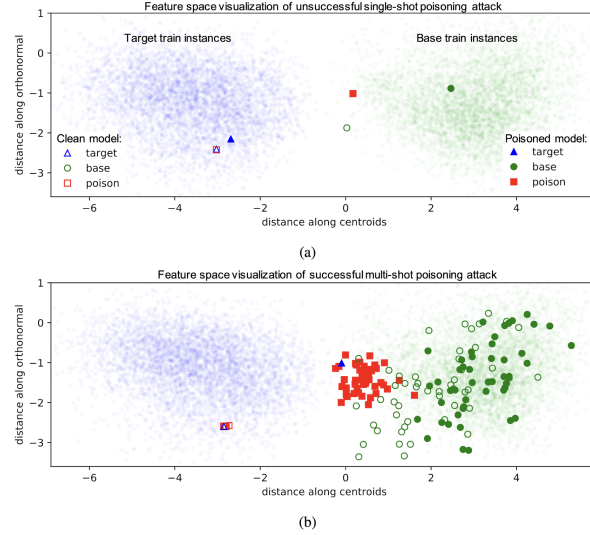 Feature space visualization of unsuccessful single-shot poisoning attack
1
0
−1
−2
−3
distance along orthonormal
Target train instances
Base train instances
Clean model:
target
base
poison
Poisoned model:
target
base
poison
−6
−4
−2
0
2
4
distance along centroids
(a)
Feature space visualization of successful multi-shot poisoning attack
1
0
−1
−2
−3
distance along orthonormal
−6
−4
−2
0
2
4
distance along centroids
(b)